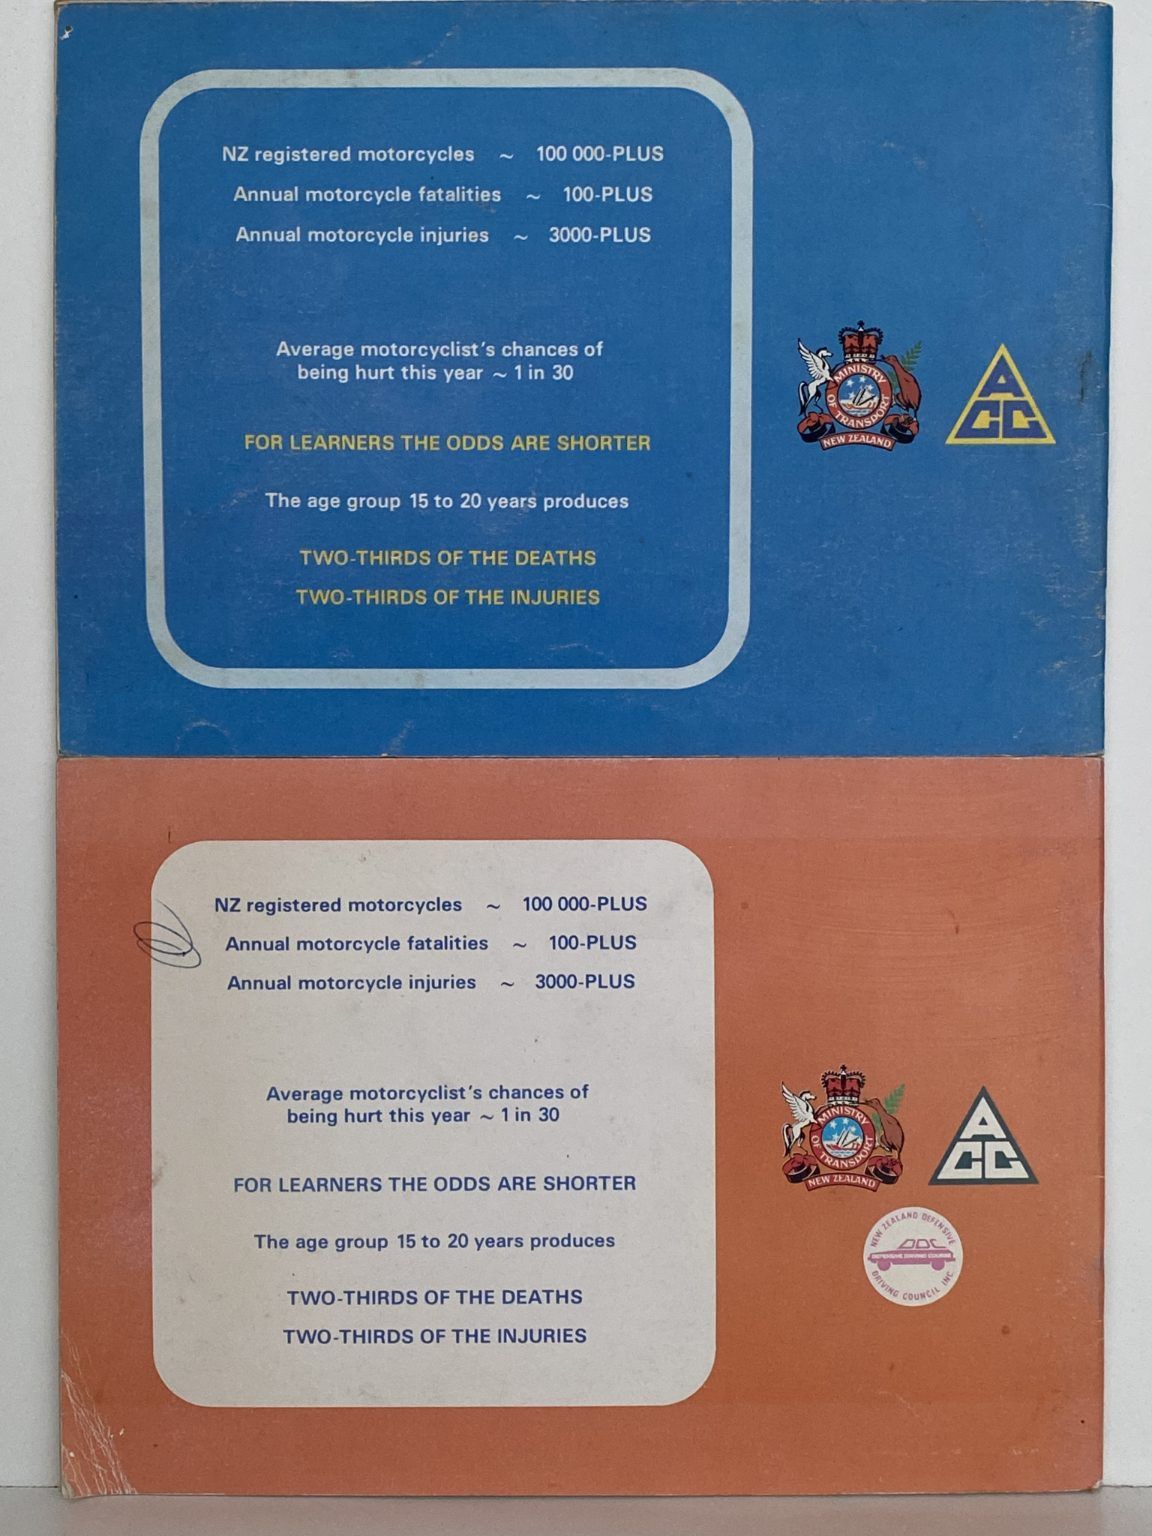 NZ registered motorcycles ~ 100 000-PLUS
Annual motorcycle fatalities ~ 100-PLUS
Annual motorcycle injuries ~ 3000-PLUS
Average motorcyclist's chances of
being hurt this year ~ 1 in 30
FOR LEARNERS THE ODDS ARE SHORTER
The age group 15 to 20 years produces
TWO-THIRDS OF THE DEATHS
TWO-THIRDS OF THE INJURIES
MINISTRY
OF TRANSPORT
NEW ZEALAND
A
CC
NZ registered motorcycles ~ 100 000-PLUS
Annual motorcycle fatalities ~ 100-PLUS
Annual motorcycle injuries ~ 3000-PLUS
Average motorcyclist's chances of
being hurt this year ~ 1 in 30
FOR LEARNERS THE ODDS ARE SHORTER
The age group 15 to 20 years produces
TWO-THIRDS OF THE DEATHS
TWO-THIRDS OF THE INJURIES
MINISTRY
OF TRANSPORT
NEW ZEALAND
A
CC
NEW ZEALAND DEFENSIVE
DDC
DEFENSIVE DRIVING COURSE
DRIVING COUNCIL INC.